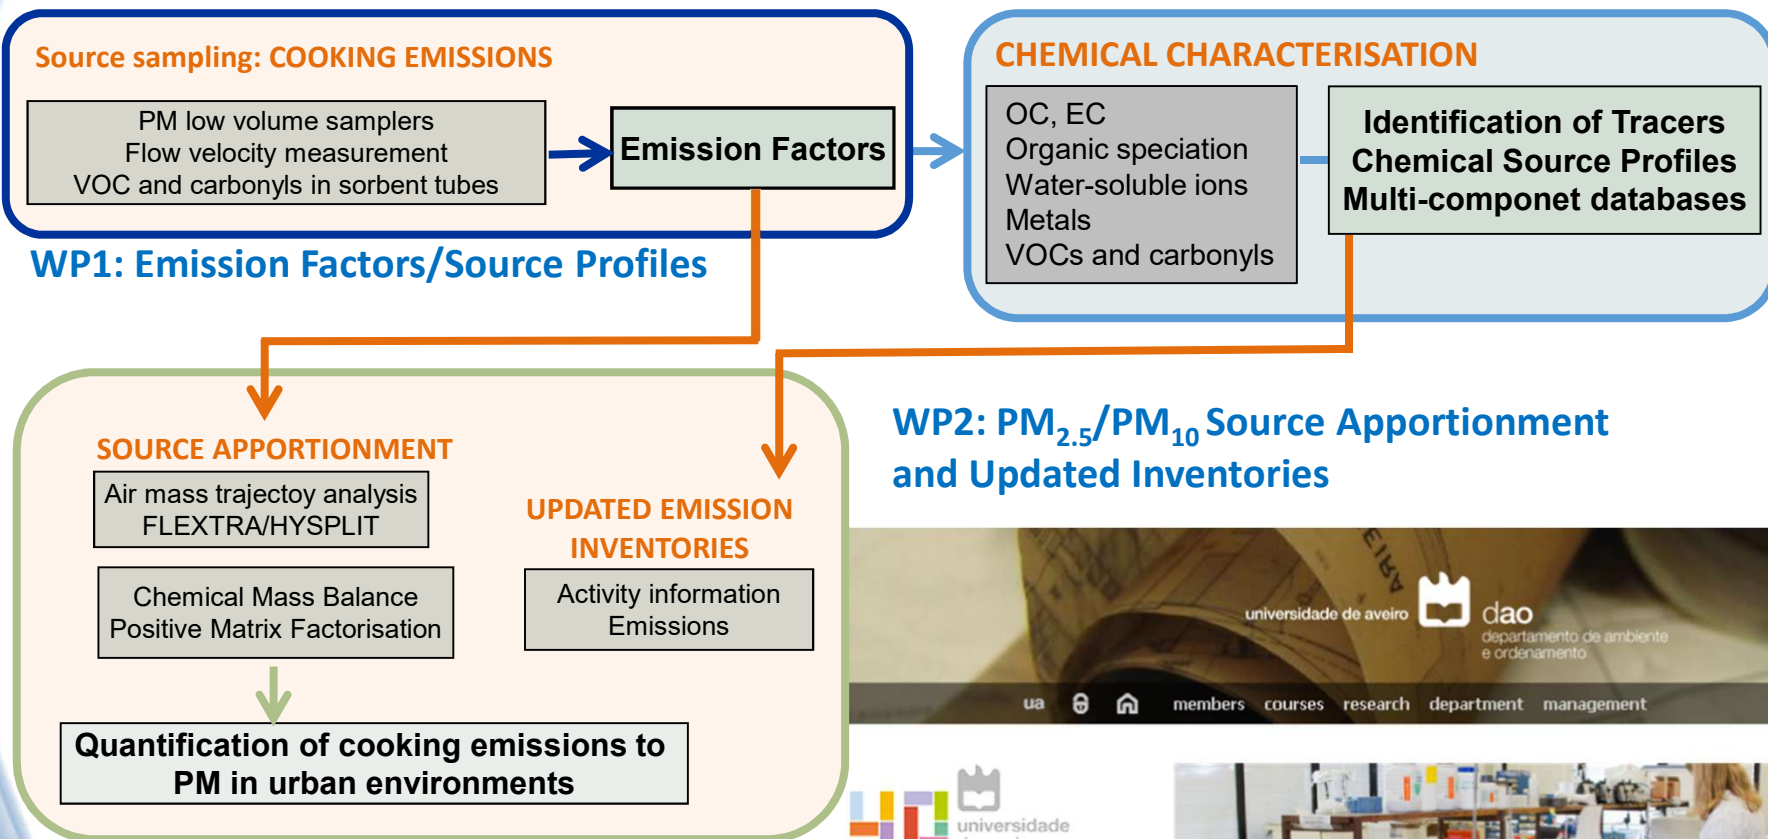 Source sampling: COOKING EMISSIONS
PM low volume samplers
Flow velocity measurement
VOC and carbonyls in sorbent tubes
Emission Factors
WP1: Emission Factors/Source Profiles
CHEMICAL CHARACTERISATION
OC, EC
Organic speciation
Water-soluble ions
Metals
VOCs and carbonyls
Identification of Tracers
Chemical Source Profiles
Multi-componet databases
SOURCE APPORTIONMENT
Air mass trajectoy analysis
FLEXTRA/HYSPLIT
Chemical Mass Balance
Positive Matrix Factorisation
Quantification of cooking emissions to
PM in urban environments
UPDATED EMISSION
INVENTORIES
Activity information
Emissions
WP2: PM2.5/PM10 Source Apportionment
and Updated Inventories
EIRA
universidade de aveiro
dao
departamento de ambiente
e ordenamento
ua members courses research department management
universidade